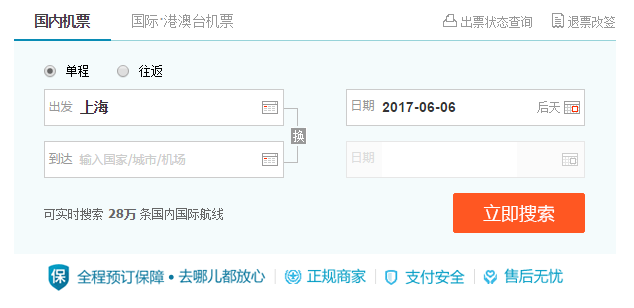 国内机票 国际·港澳台机票 出票状态查询 退票改签
单程 往返
出发 上海 日期 2017-06-06 后天
换
到达 输入国家/城市/机场 日期
可实时搜索 28万 条国内国际航线 立即搜索
保 全程预订保障·去哪儿都放心 正规商家 支付安全 售后无忧